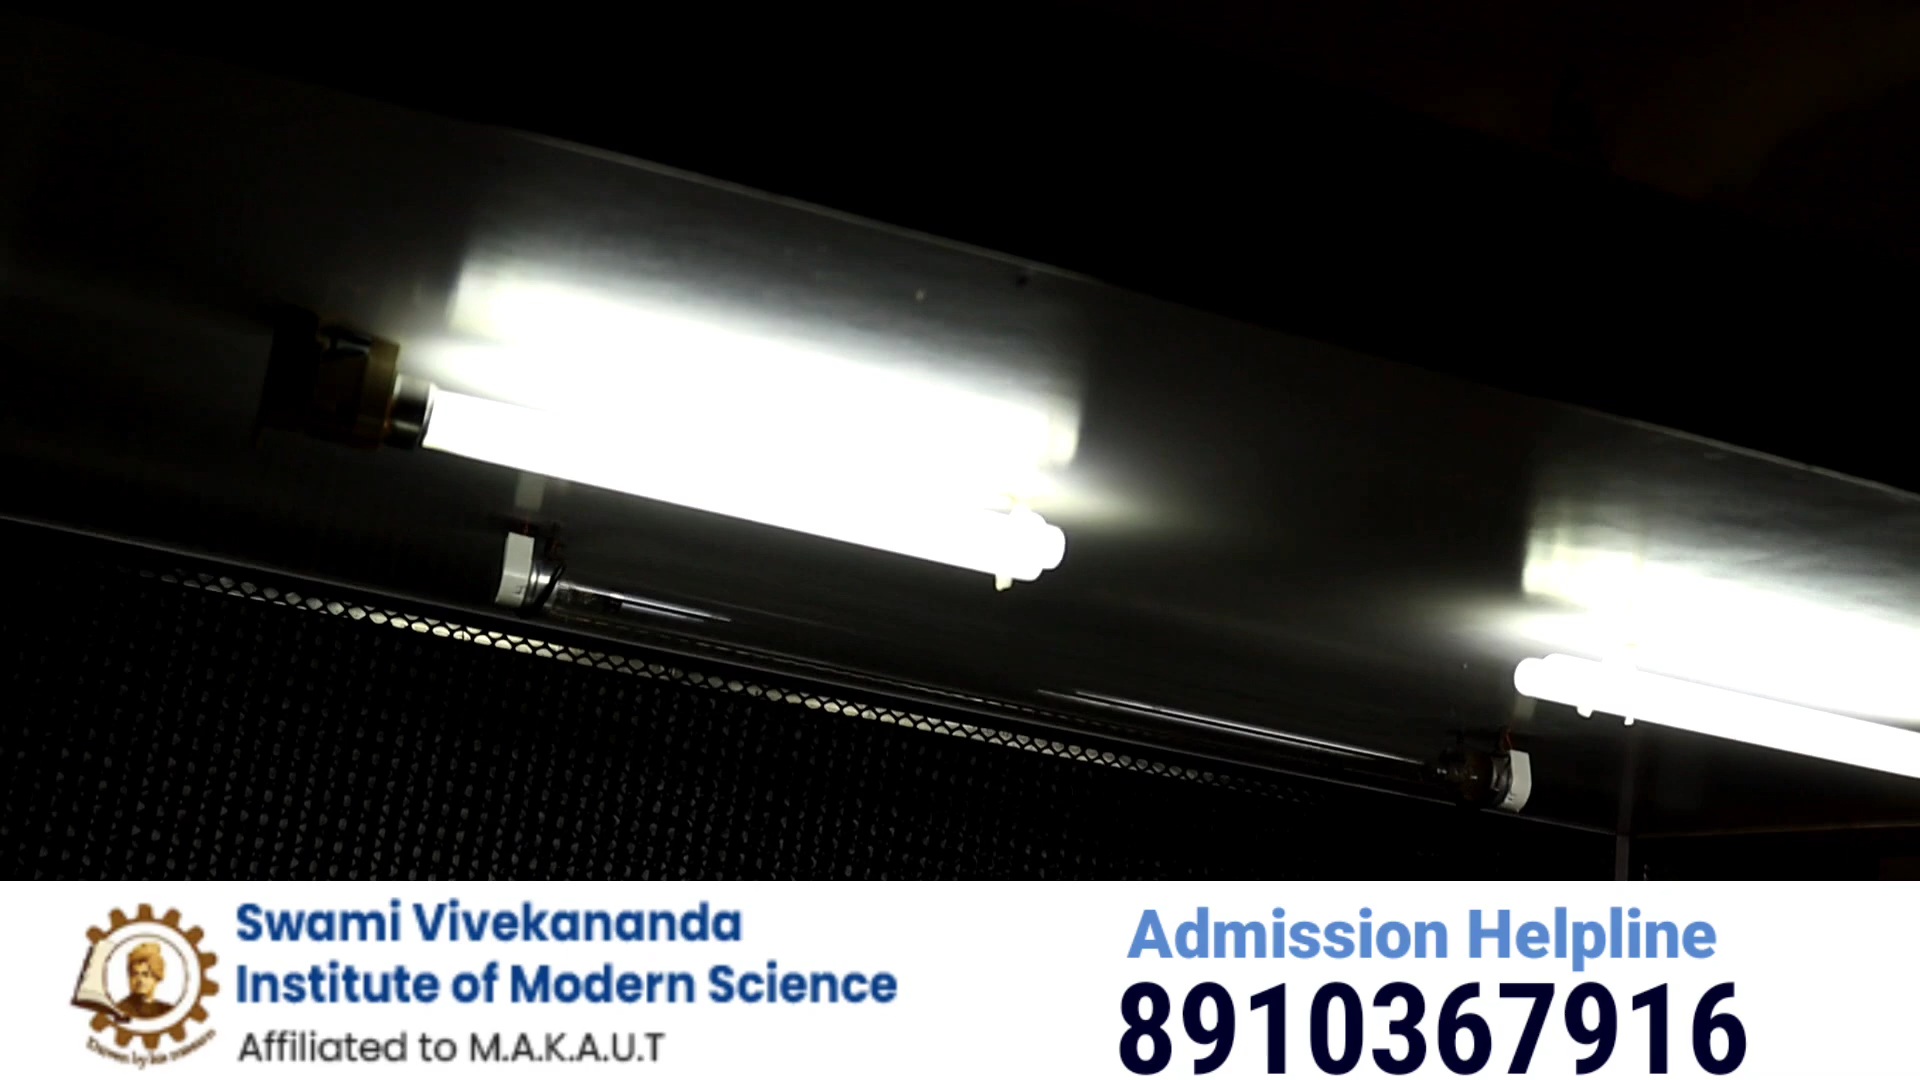 Swami Vivekananda
Institute of Modern Science
Affiliated to M.A.K.A.U.T
Admission Helpline
8910367916